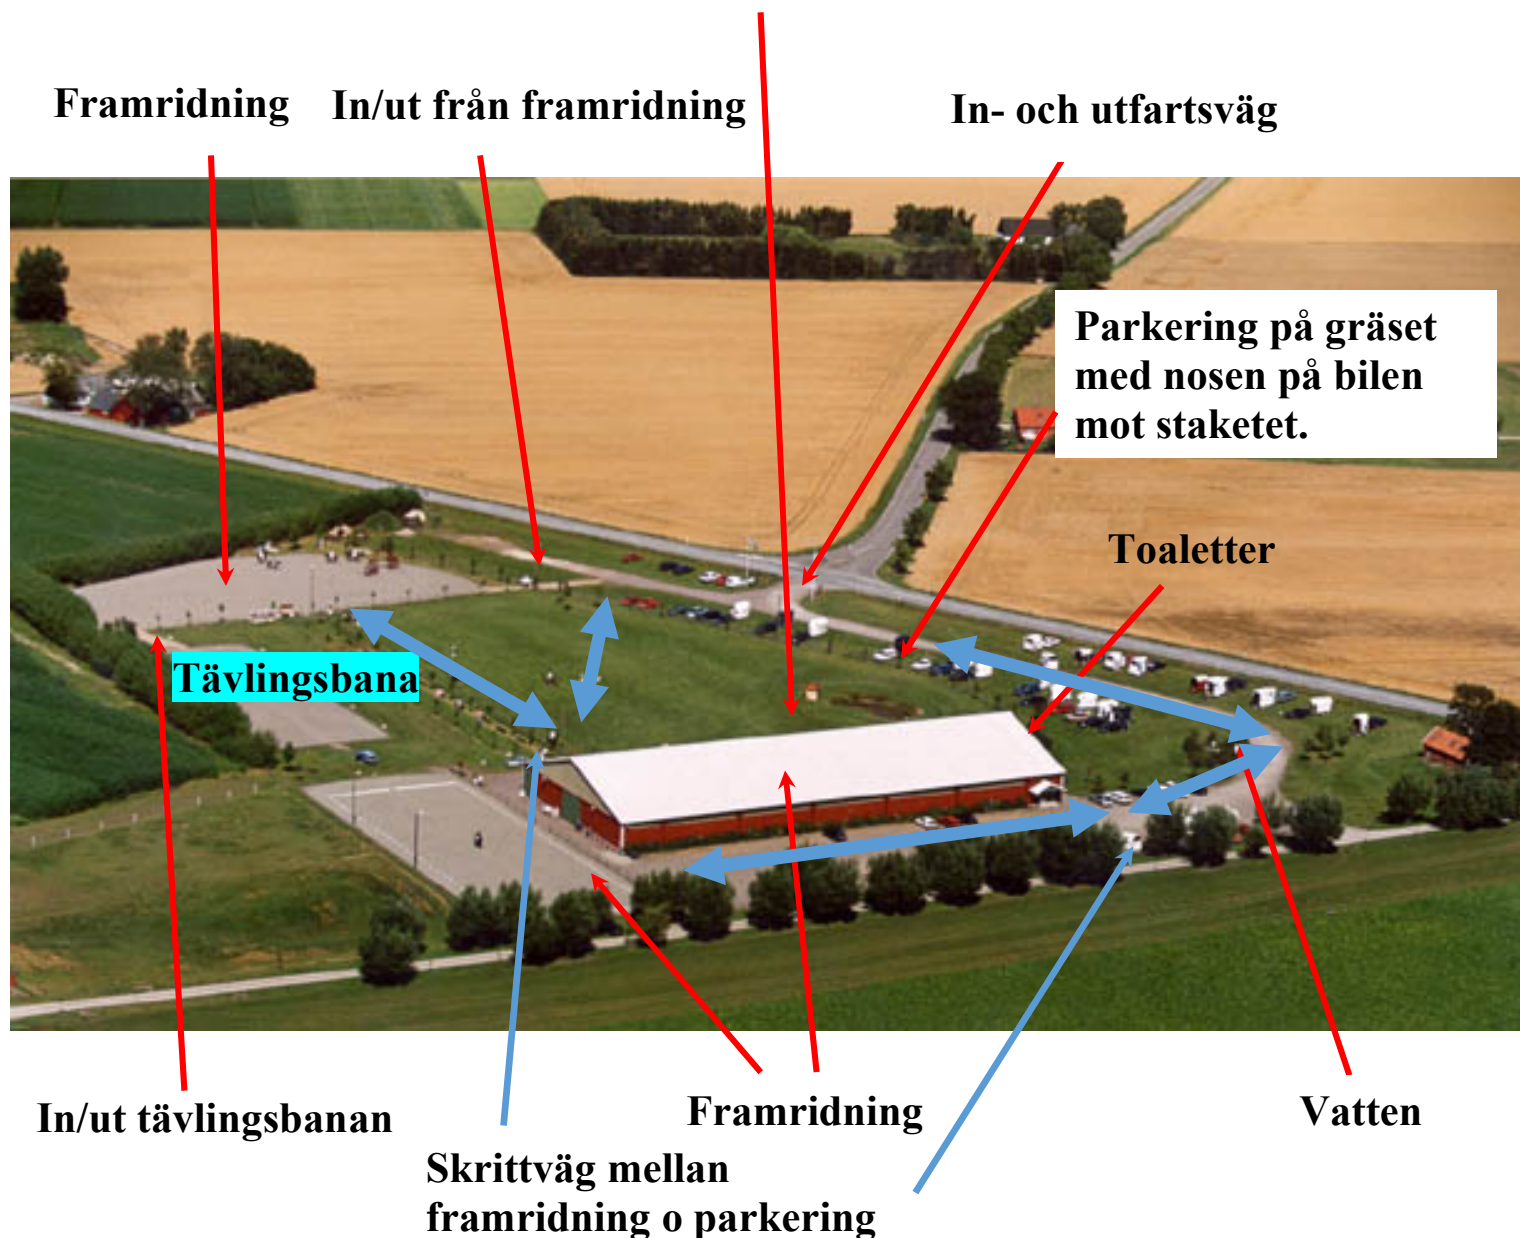 Framridning
In/ut från framridning
In- och utfartsväg
Parkering på gräset
med nosen på bilen
mot staketet.
Toaletter
Tävlingsbana
In/ut tävlingsbanan
Framridning
Vatten
Skrittväg mellan
framridning o parkering